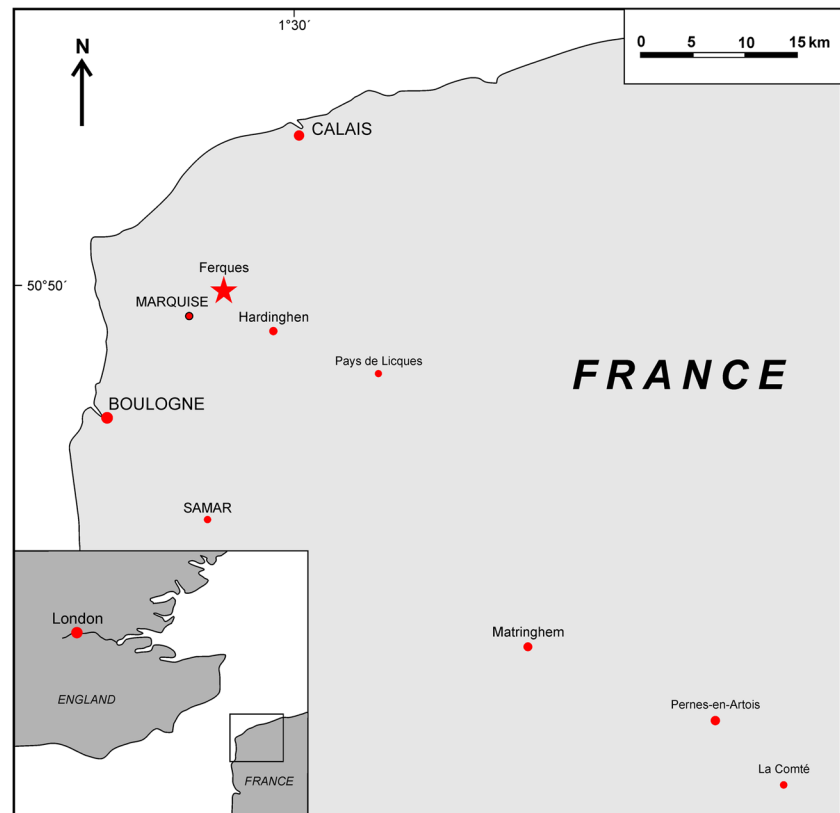 1°30´
0 5 10 15 km
N
CALAIS
Ferques
50°50´
MARQUISE
Hardinghen
Pays de Licques
FRANCE
BOULOGNE
SAMAR
London
Matringhem
ENGLAND
Pernes-en-Artois
La Comté
FRANCE